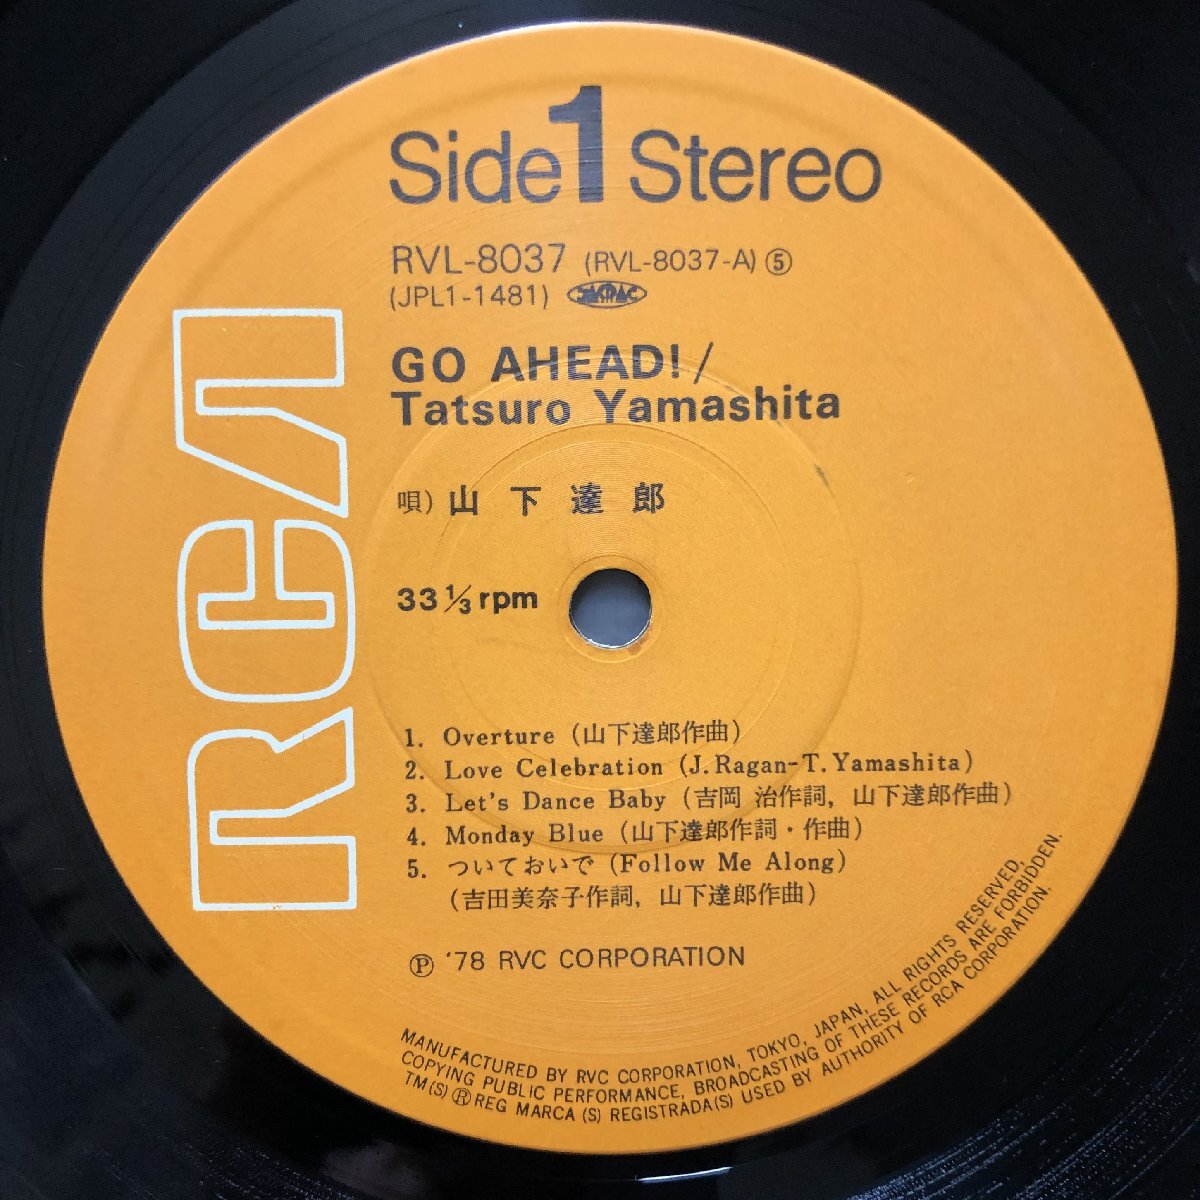 Side 1 Stereo
RVL-8037 (RVL-8037-A) ⑤
(JPL1-1481) JASRAC
GO AHEAD! /
Tatsuro Yamashita
唄) 山下達郎
33 1/3 rpm
RCA
1. Overture (山下達郎作曲)
2. Love Celebration (J. Ragan-T. Yamashita)
3. Let's Dance Baby (吉岡 治作詞, 山下達郎作曲)
4. Monday Blue (山下達郎作詞・作曲)
5. ついておいで (Follow Me Along)
(吉田美奈子作詞, 山下達郎作曲)
Ⓟ '78 RVC CORPORATION
MANUFACTURED BY RVC CORPORATION, TOKYO, JAPAN, ALL RIGHTS RESERVED,
COPYING PUBLIC PERFORMANCE, BROADCASTING OF THESE RECORDS ARE FORBIDDEN.
TM(S) ® REG MARCA (S) REGISTRADA(S) USED BY AUTHORITY OF RCA CORPORATION.